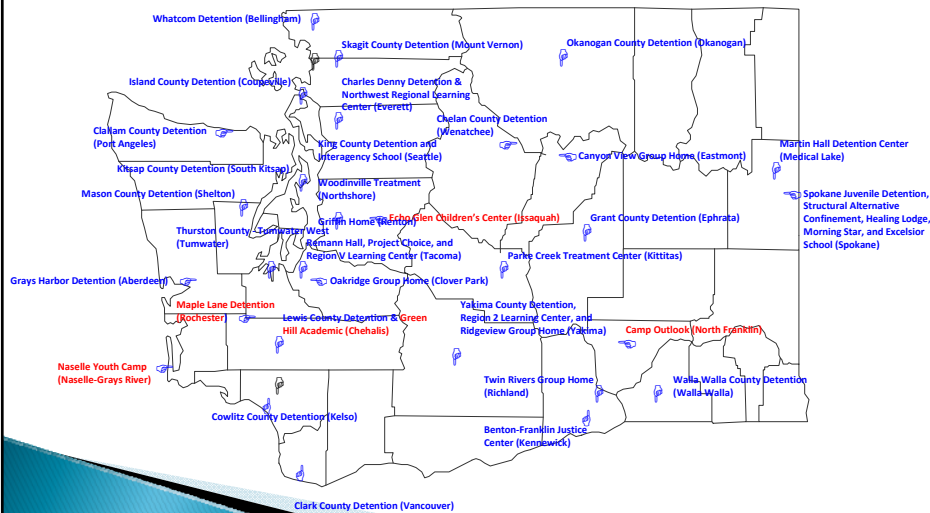 Whatcom Detention (Bellingham)
Skagit County Detention (Mount Vernon)
Okanogan County Detention (Okanogan)
Island County Detention (Coupeville)
Charles Denny Detention &
Northwest Regional Learning
Center (Everett)
Chelan County Detention
(Wenatchee)
Clallam County Detention
(Port Angeles)
King County Detention and
Interagency School (Seattle)
Canyon View Group Home (Eastmont)
Martin Hall Detention Center
(Medical Lake)
Kitsap County Detention (South Kitsap)
Woodinville Treatment
(Northshore)
Mason County Detention (Shelton)
Spokane Juvenile Detention,
Structural Alternative
Confinement, Healing Lodge,
Morning Star, and Excelsior
School (Spokane)
Griffin Home (Renton)
Echo Glen Children's Center (Issaquah)
Grant County Detention (Ephrata)
Thurston County - Tumwater West
(Tumwater)
Remann Hall, Project Choice, and
Region V Learning Center (Tacoma)
Parke Creek Treatment Center (Kittitas)
Grays Harbor Detention (Aberdeen)
Oakridge Group Home (Clover Park)
Maple Lane Detention
(Rochester)
Lewis County Detention & Green
Hill Academic (Chehalis)
Yakima County Detention,
Region 2 Learning Center, and
Ridgeview Group Home (Yakima)
Camp Outlook (North Franklin)
Naselle Youth Camp
(Naselle-Grays River)
Twin Rivers Group Home
(Richland)
Walla Walla County Detention
(Walla Walla)
Cowlitz County Detention (Kelso)
Benton-Franklin Justice
Center (Kennewick)
Clark County Detention (Vancouver)